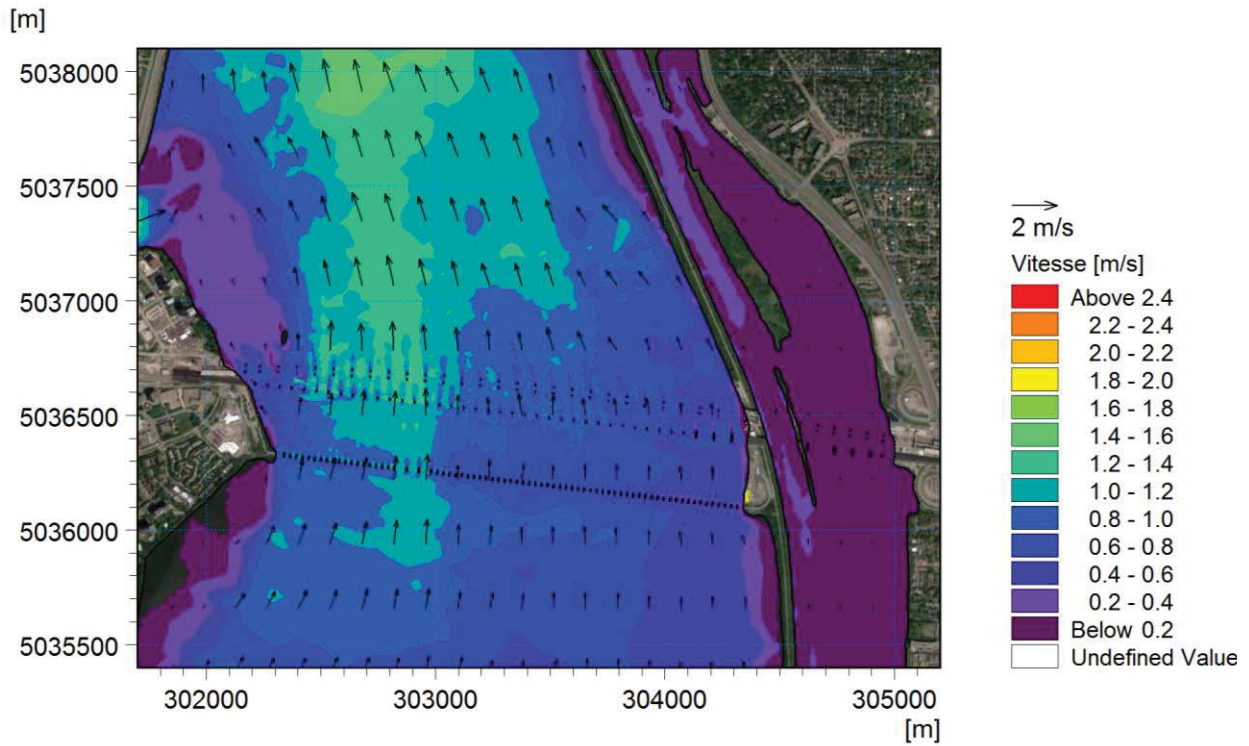 [m]
5038000
5037500
5037000
5036500
5036000
5035500
302000
303000
304000
305000
[m]
2 m/s
Vitesse [m/s]
Above 2.4
2.2 - 2.4
2.0 - 2.2
1.8 - 2.0
1.6 - 1.8
1.4 - 1.6
1.2 - 1.4
1.0 - 1.2
0.8 - 1.0
0.6 - 0.8
0.4 - 0.6
0.2 - 0.4
Below 0.2
Undefined Value